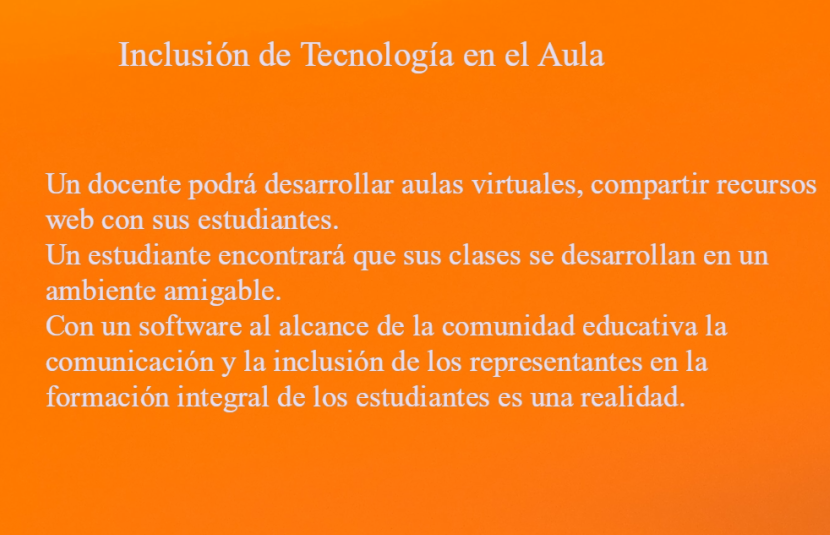 Inclusión de Tecnología en el Aula
Un docente podrá desarrollar aulas virtuales, compartir recursos
web con sus estudiantes.
Un estudiante encontrará que sus clases se desarrollan en un
ambiente amigable.
Con un software al alcance de la comunidad educativa la
comunicación y la inclusión de los representantes en la
formación integral de los estudiantes es una realidad.